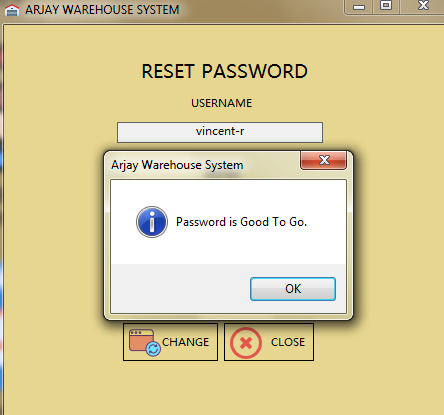 ARJAY WAREHOUSE SYSTEM
RESET PASSWORD
USERNAME
vincent-r
Arjay Warehouse System
Password is Good To Go.
OK
CHANGE
CLOSE